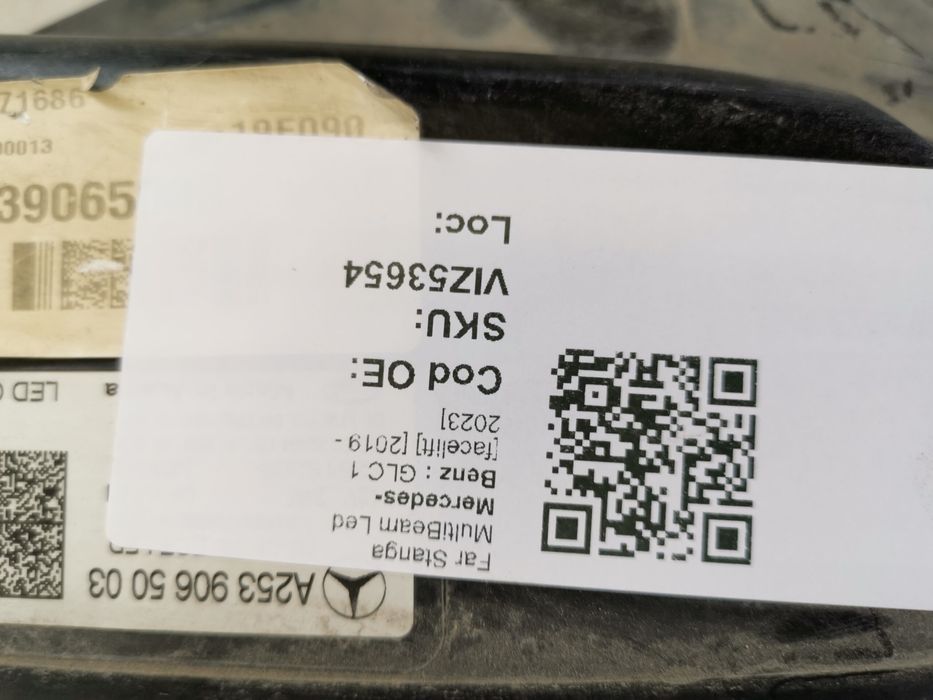 Far Stanga
MultiBeam Led
Mercedes-
Benz : GLC 1
[facelift] [2019 -
2023]
Cod OE:
SKU:
VIZ53654
Loc:
A253 906 50 03
LED
71686
00013
39065